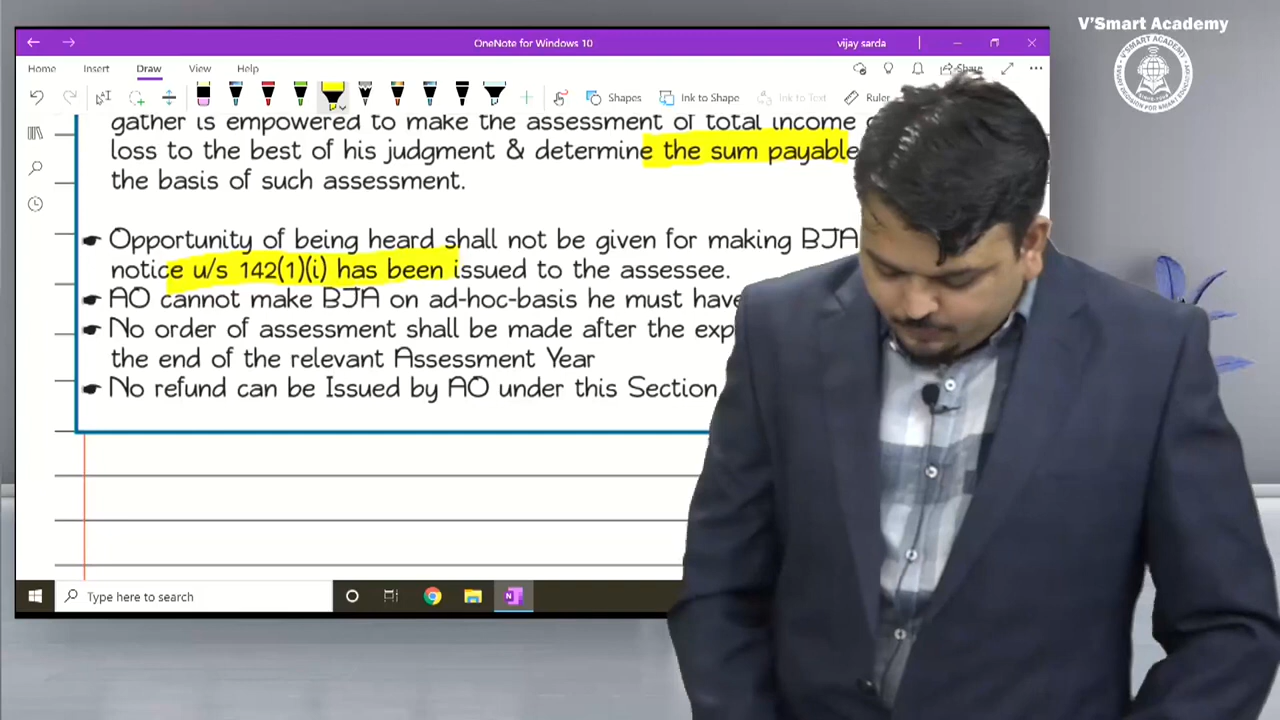 V'Smart Academy
OneNote for Windows 10
vijay sarda
Home Insert Draw View Help
Share
Shapes Ink to Shape Ink to Text Ruler
gather is empowered to make the assessment of total income
loss to the best of his judgment & determine the sum payable
the basis of such assessment.
Opportunity of being heard shall not be given for making BJA
notice u/s 142(1)(i) has been issued to the assessee.
AO cannot make BJA on ad-hoc-basis he must have
No order of assessment shall be made after the exp
the end of the relevant Assessment Year
No refund can be Issued by AO under this Section
Type here to search